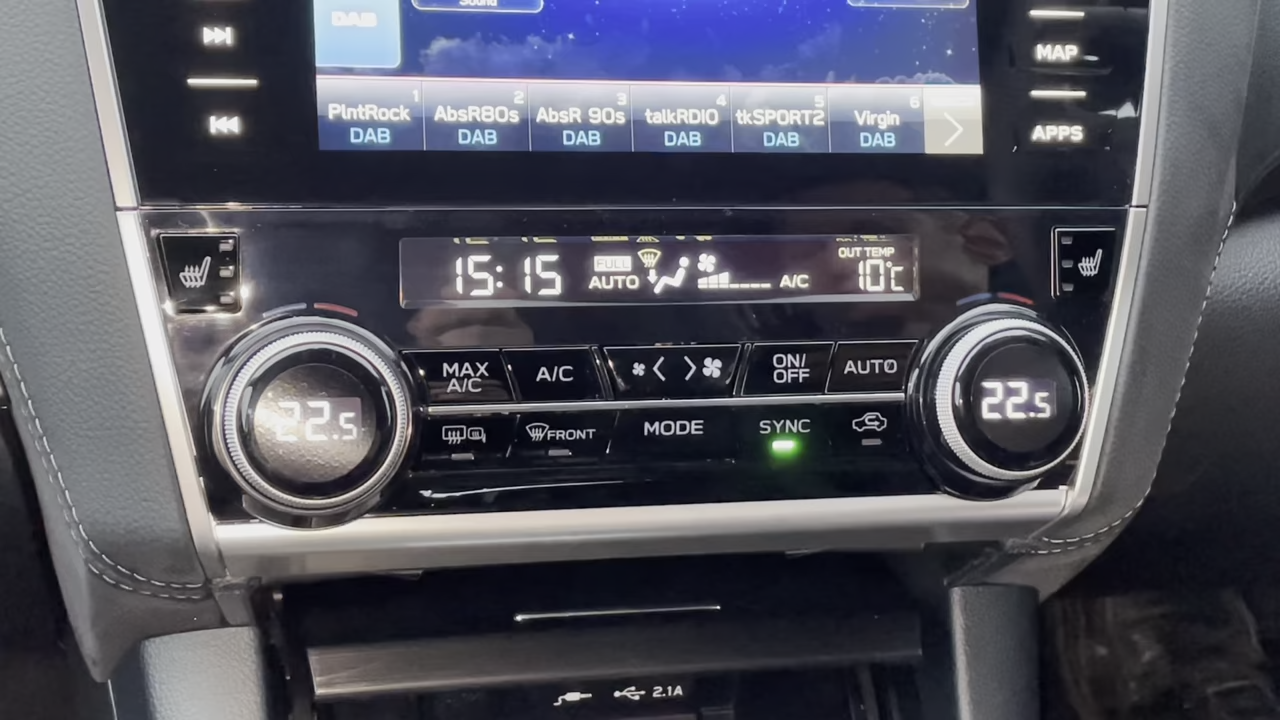 Sound
DAB
MAP
APPS
1 2 3 4 5 6
PlntRock AbsR80s AbsR 90s talkRDIO tkSPORT2 Virgin
DAB DAB DAB DAB DAB DAB
15:15
FULL
AUTO
A/C
OUT TEMP
10°C
MAX
A/C
A/C
ON/
OFF
AUTO
22.5
22.5
FRONT
MODE
SYNC
2.1A